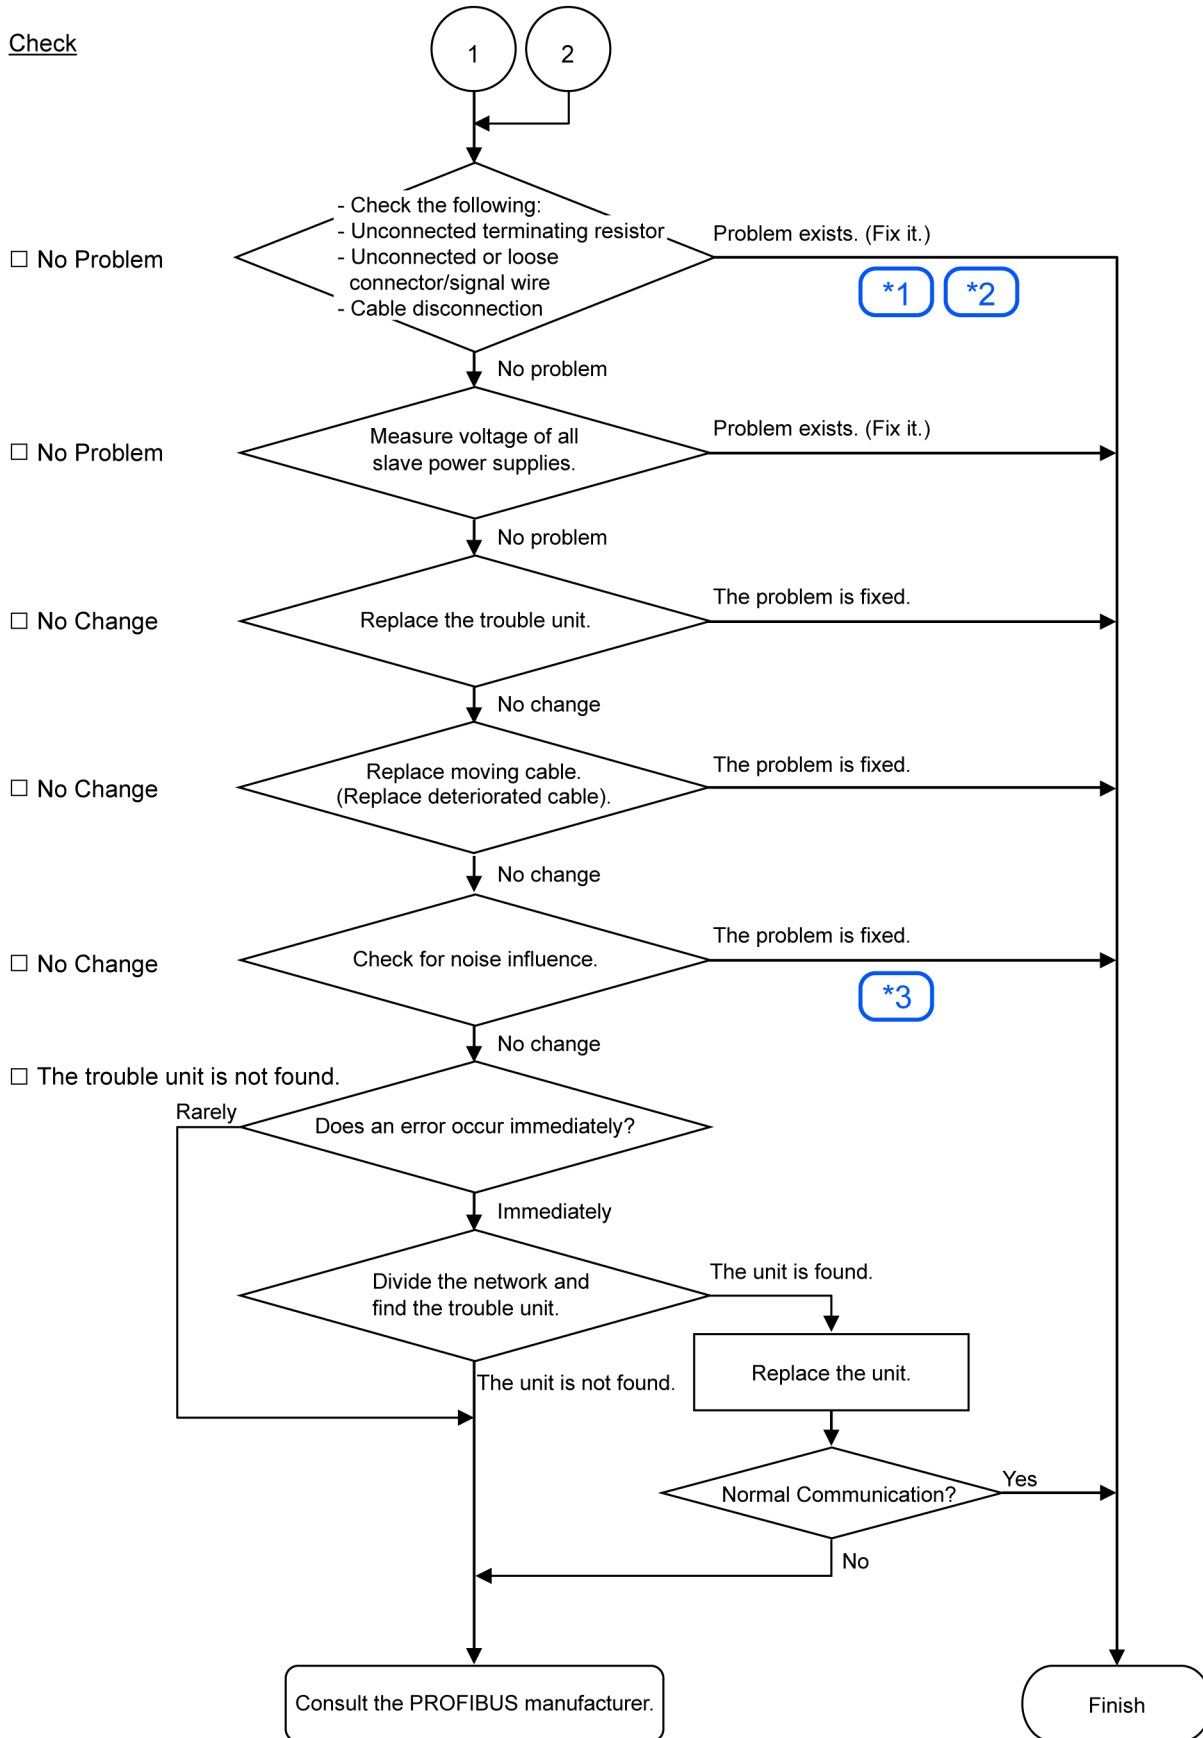 Check
1
2
- Check the following:
- Unconnected terminating resistor
- Unconnected or loose
connector/signal wire
- Cable disconnection
☐ No Problem
Problem exists. (Fix it.)
*1
*2
No problem
☐ No Problem
Measure voltage of all
slave power supplies.
Problem exists. (Fix it.)
No problem
☐ No Change
Replace the trouble unit.
The problem is fixed.
No change
☐ No Change
Replace moving cable.
(Replace deteriorated cable).
The problem is fixed.
No change
☐ No Change
Check for noise influence.
The problem is fixed.
*3
No change
☐ The trouble unit is not found.
Rarely
Does an error occur immediately?
Immediately
Divide the network and
find the trouble unit.
The unit is found.
The unit is not found.
Replace the unit.
Normal Communication?
Yes
No
Consult the PROFIBUS manufacturer.
Finish